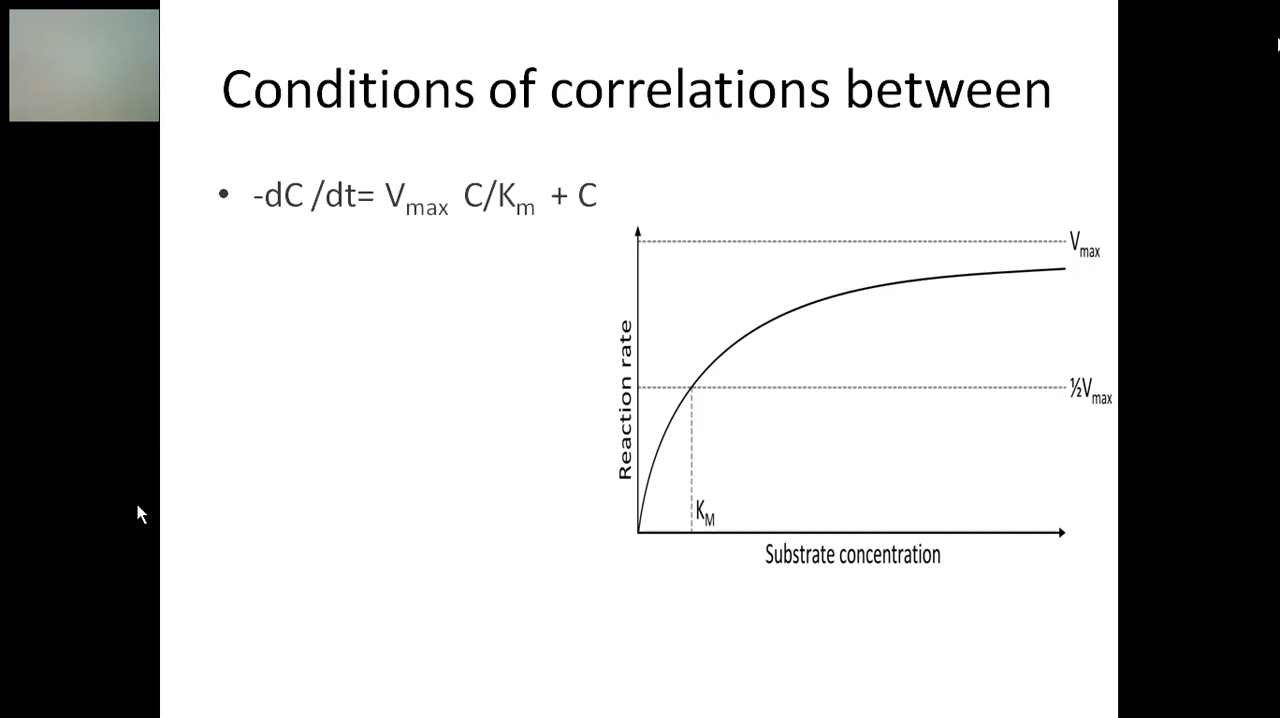 Conditions of correlations between
• -dC /dt= Vmax C/Km + C
Vmax
½Vmax
Reaction rate
KM
Substrate concentration